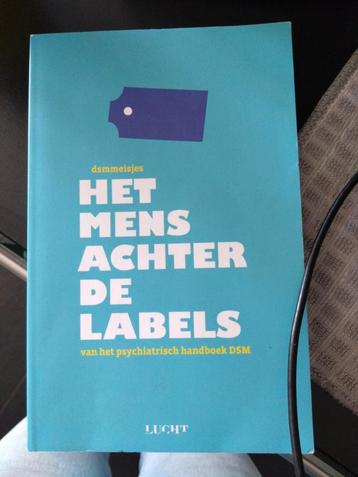 dsmmeisjes
HET
MENS
ACHTER
DE
LABELS
van het psychiatrisch handboek DSM
LUCHT